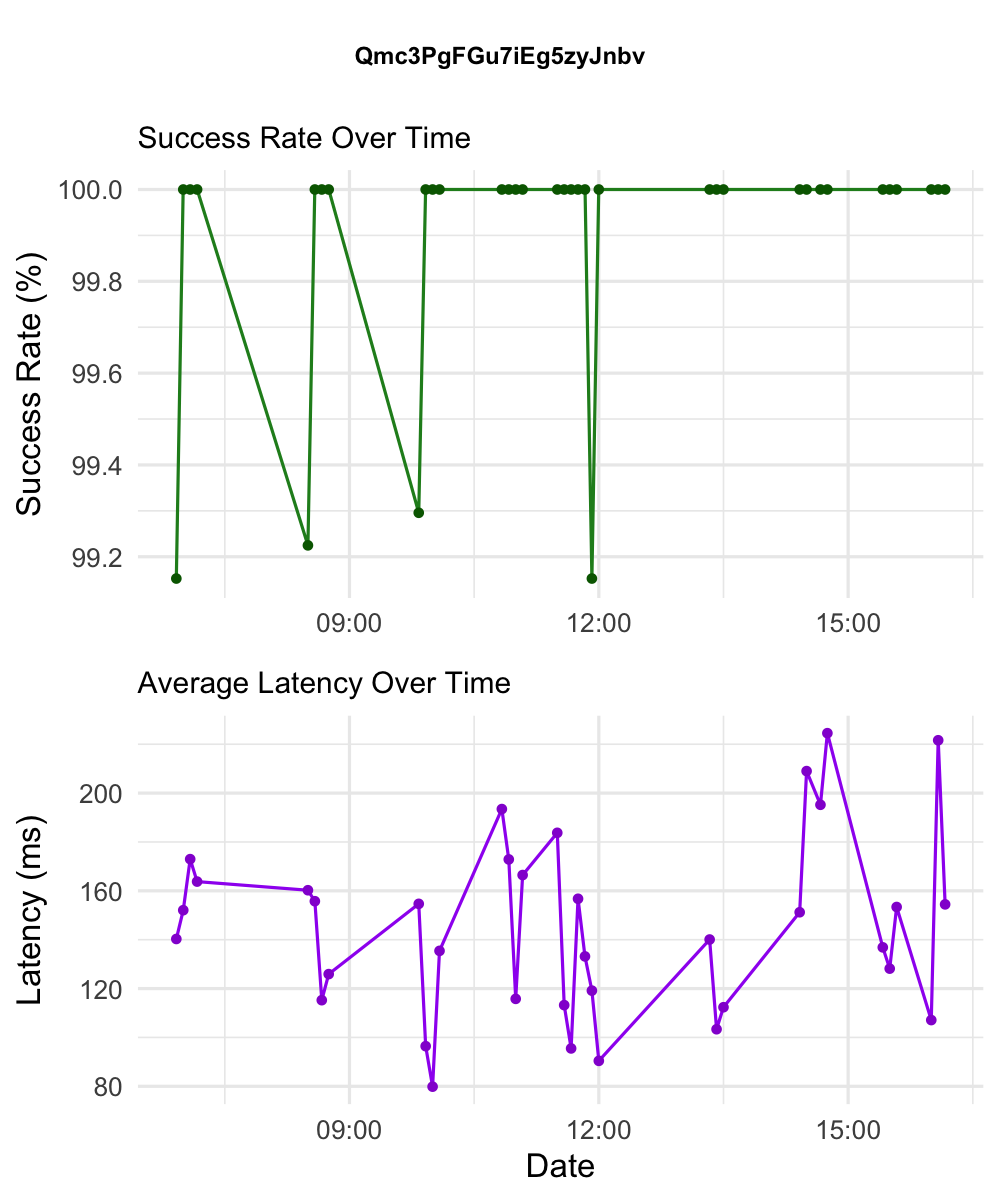 Qmc3PgFGu7iEg5zyJnbv
Success Rate Over Time
Success Rate (%)
100.0
99.8
99.6
99.4
99.2
09:00 12:00 15:00
Average Latency Over Time
Latency (ms)
200
160
120
80
09:00 12:00 15:00
Date